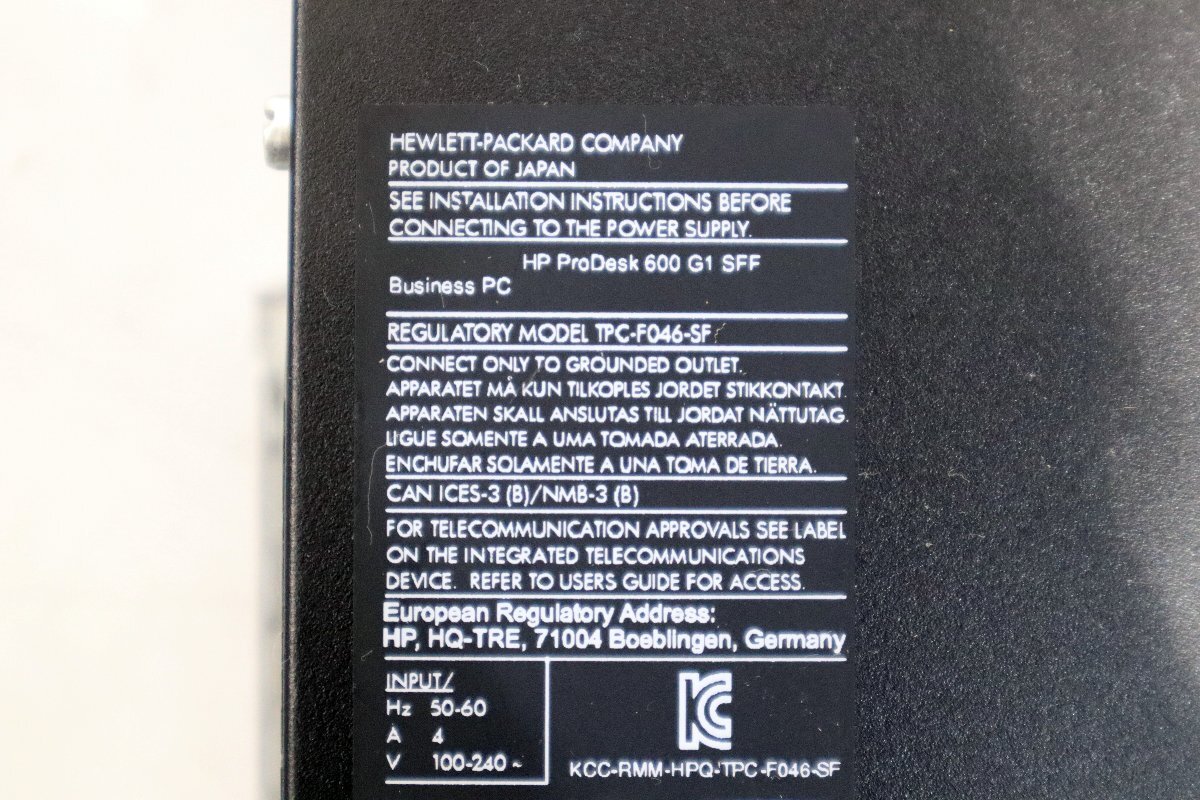 HEWLETT-PACKARD COMPANY
PRODUCT OF JAPAN
SEE INSTALLATION INSTRUCTIONS BEFORE
CONNECTING TO THE POWER SUPPLY.
HP ProDesk 600 G1 SFF
Business PC
REGULATORY MODEL TPC-F046-SF
CONNECT ONLY TO GROUNDED OUTLET.
APPARATET MÅ KUN TILKOPLES JORDET STIKKONTAKT.
APPARATEN SKALL ANSLUTAS TILL JORDAT NÄTTUTAG.
LIGUE SOMENTE A UMA TOMADA ATERRADA.
ENCHUFAR SOLAMENTE A UNA TOMA DE TIERRA.
CAN ICES-3 (B)/NMB-3 (B)
FOR TELECOMMUNICATION APPROVALS SEE LABEL
ON THE INTEGRATED TELECOMMUNICATIONS
DEVICE. REFER TO USERS GUIDE FOR ACCESS.
European Regulatory Address:
HP, HQ-TRE, 71004 Boeblingen, Germany
INPUT/
Hz 50-60
A 4
V 100-240 ~
KC
KCC-RMM-HPQ-TPC-F046-SF